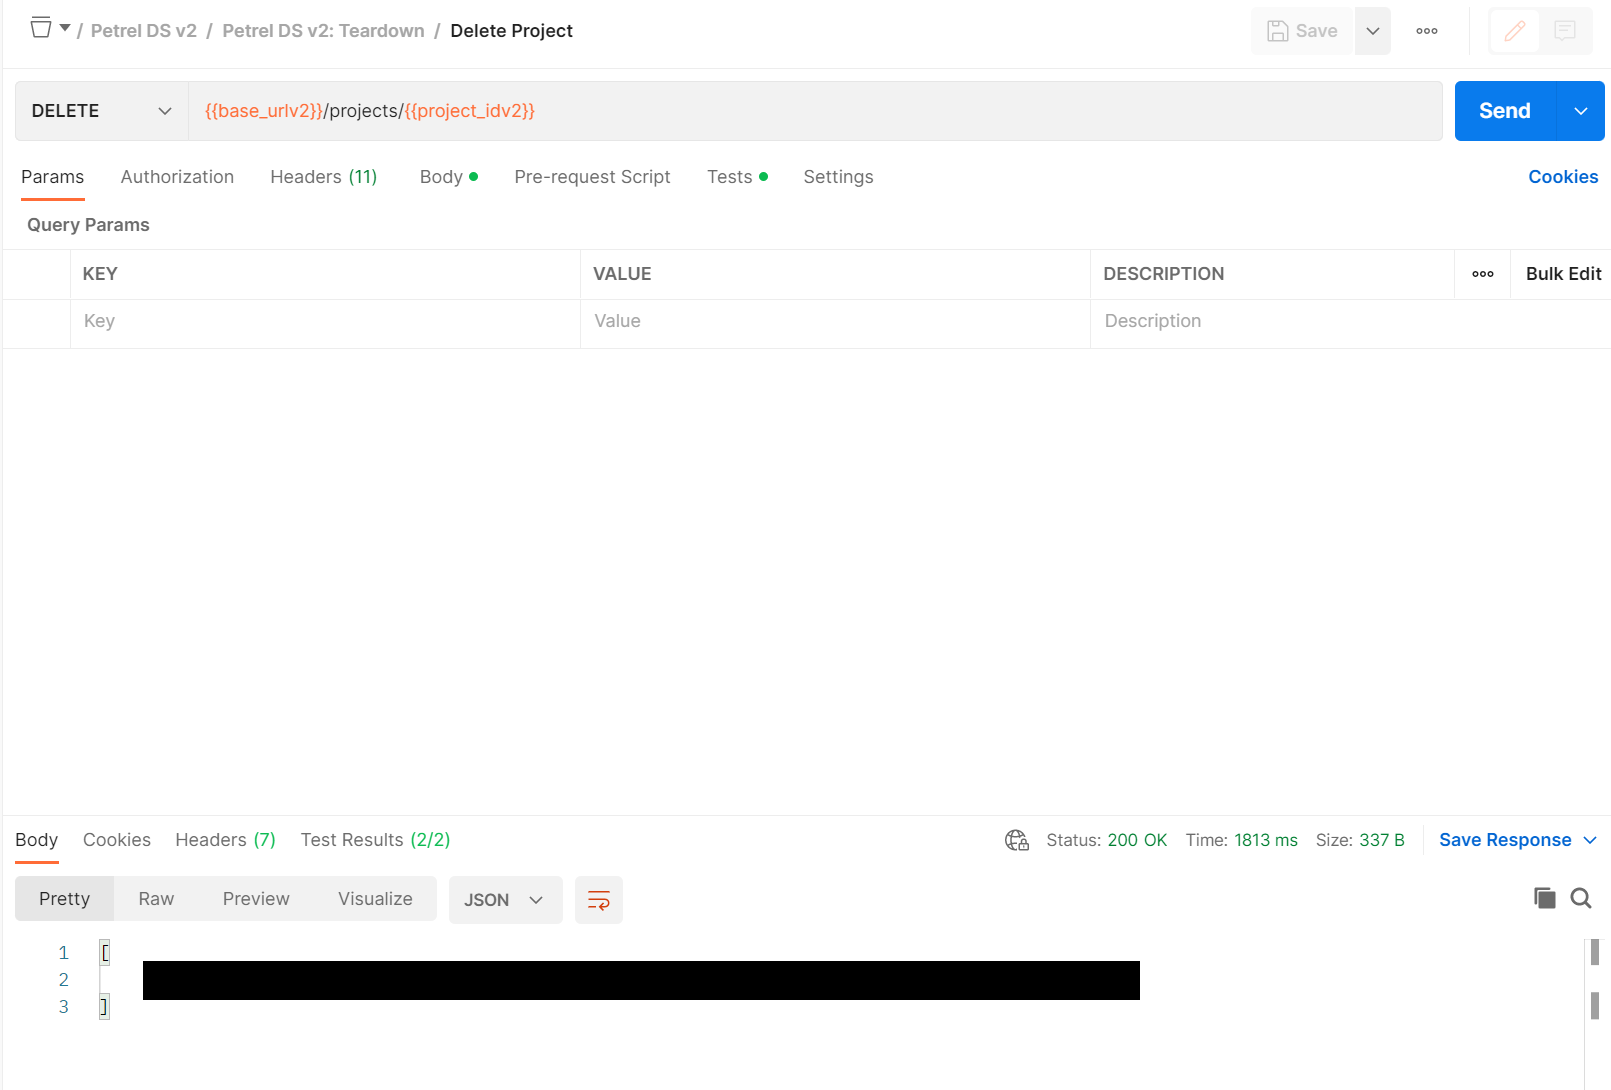 / Petrel DS v2 / Petrel DS v2: Teardown / Delete Project
Save
DELETE
{{base_urlv2}}/projects/{{project_idv2}}
Send
Params Authorization Headers (11) Body Pre-request Script Tests Settings Cookies
Query Params
KEY VALUE DESCRIPTION Bulk Edit
Key Value Description
Body Cookies Headers (7) Test Results (2/2) Status: 200 OK Time: 1813 ms Size: 337 B Save Response
Pretty Raw Preview Visualize JSON
1 [
2
3 ]